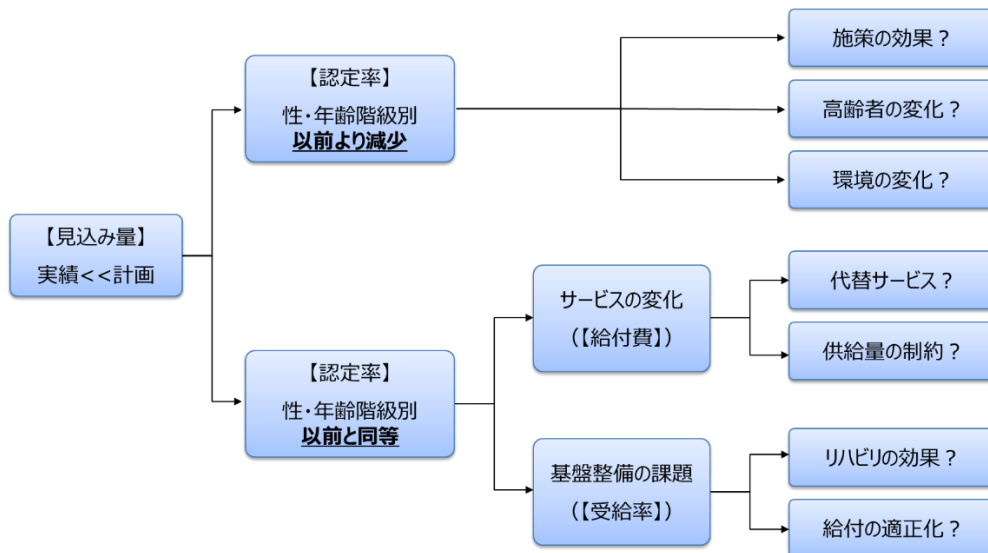 【見込み量】
実績<<計画
【認定率】
性・年齢階級別
以前より減少
施策の効果？
高齢者の変化？
環境の変化？
【認定率】
性・年齢階級別
以前と同等
サービスの変化
（【給付費】）
代替サービス？
供給量の制約？
基盤整備の課題
（【受給率】）
リハビリの効果？
給付の適正化？